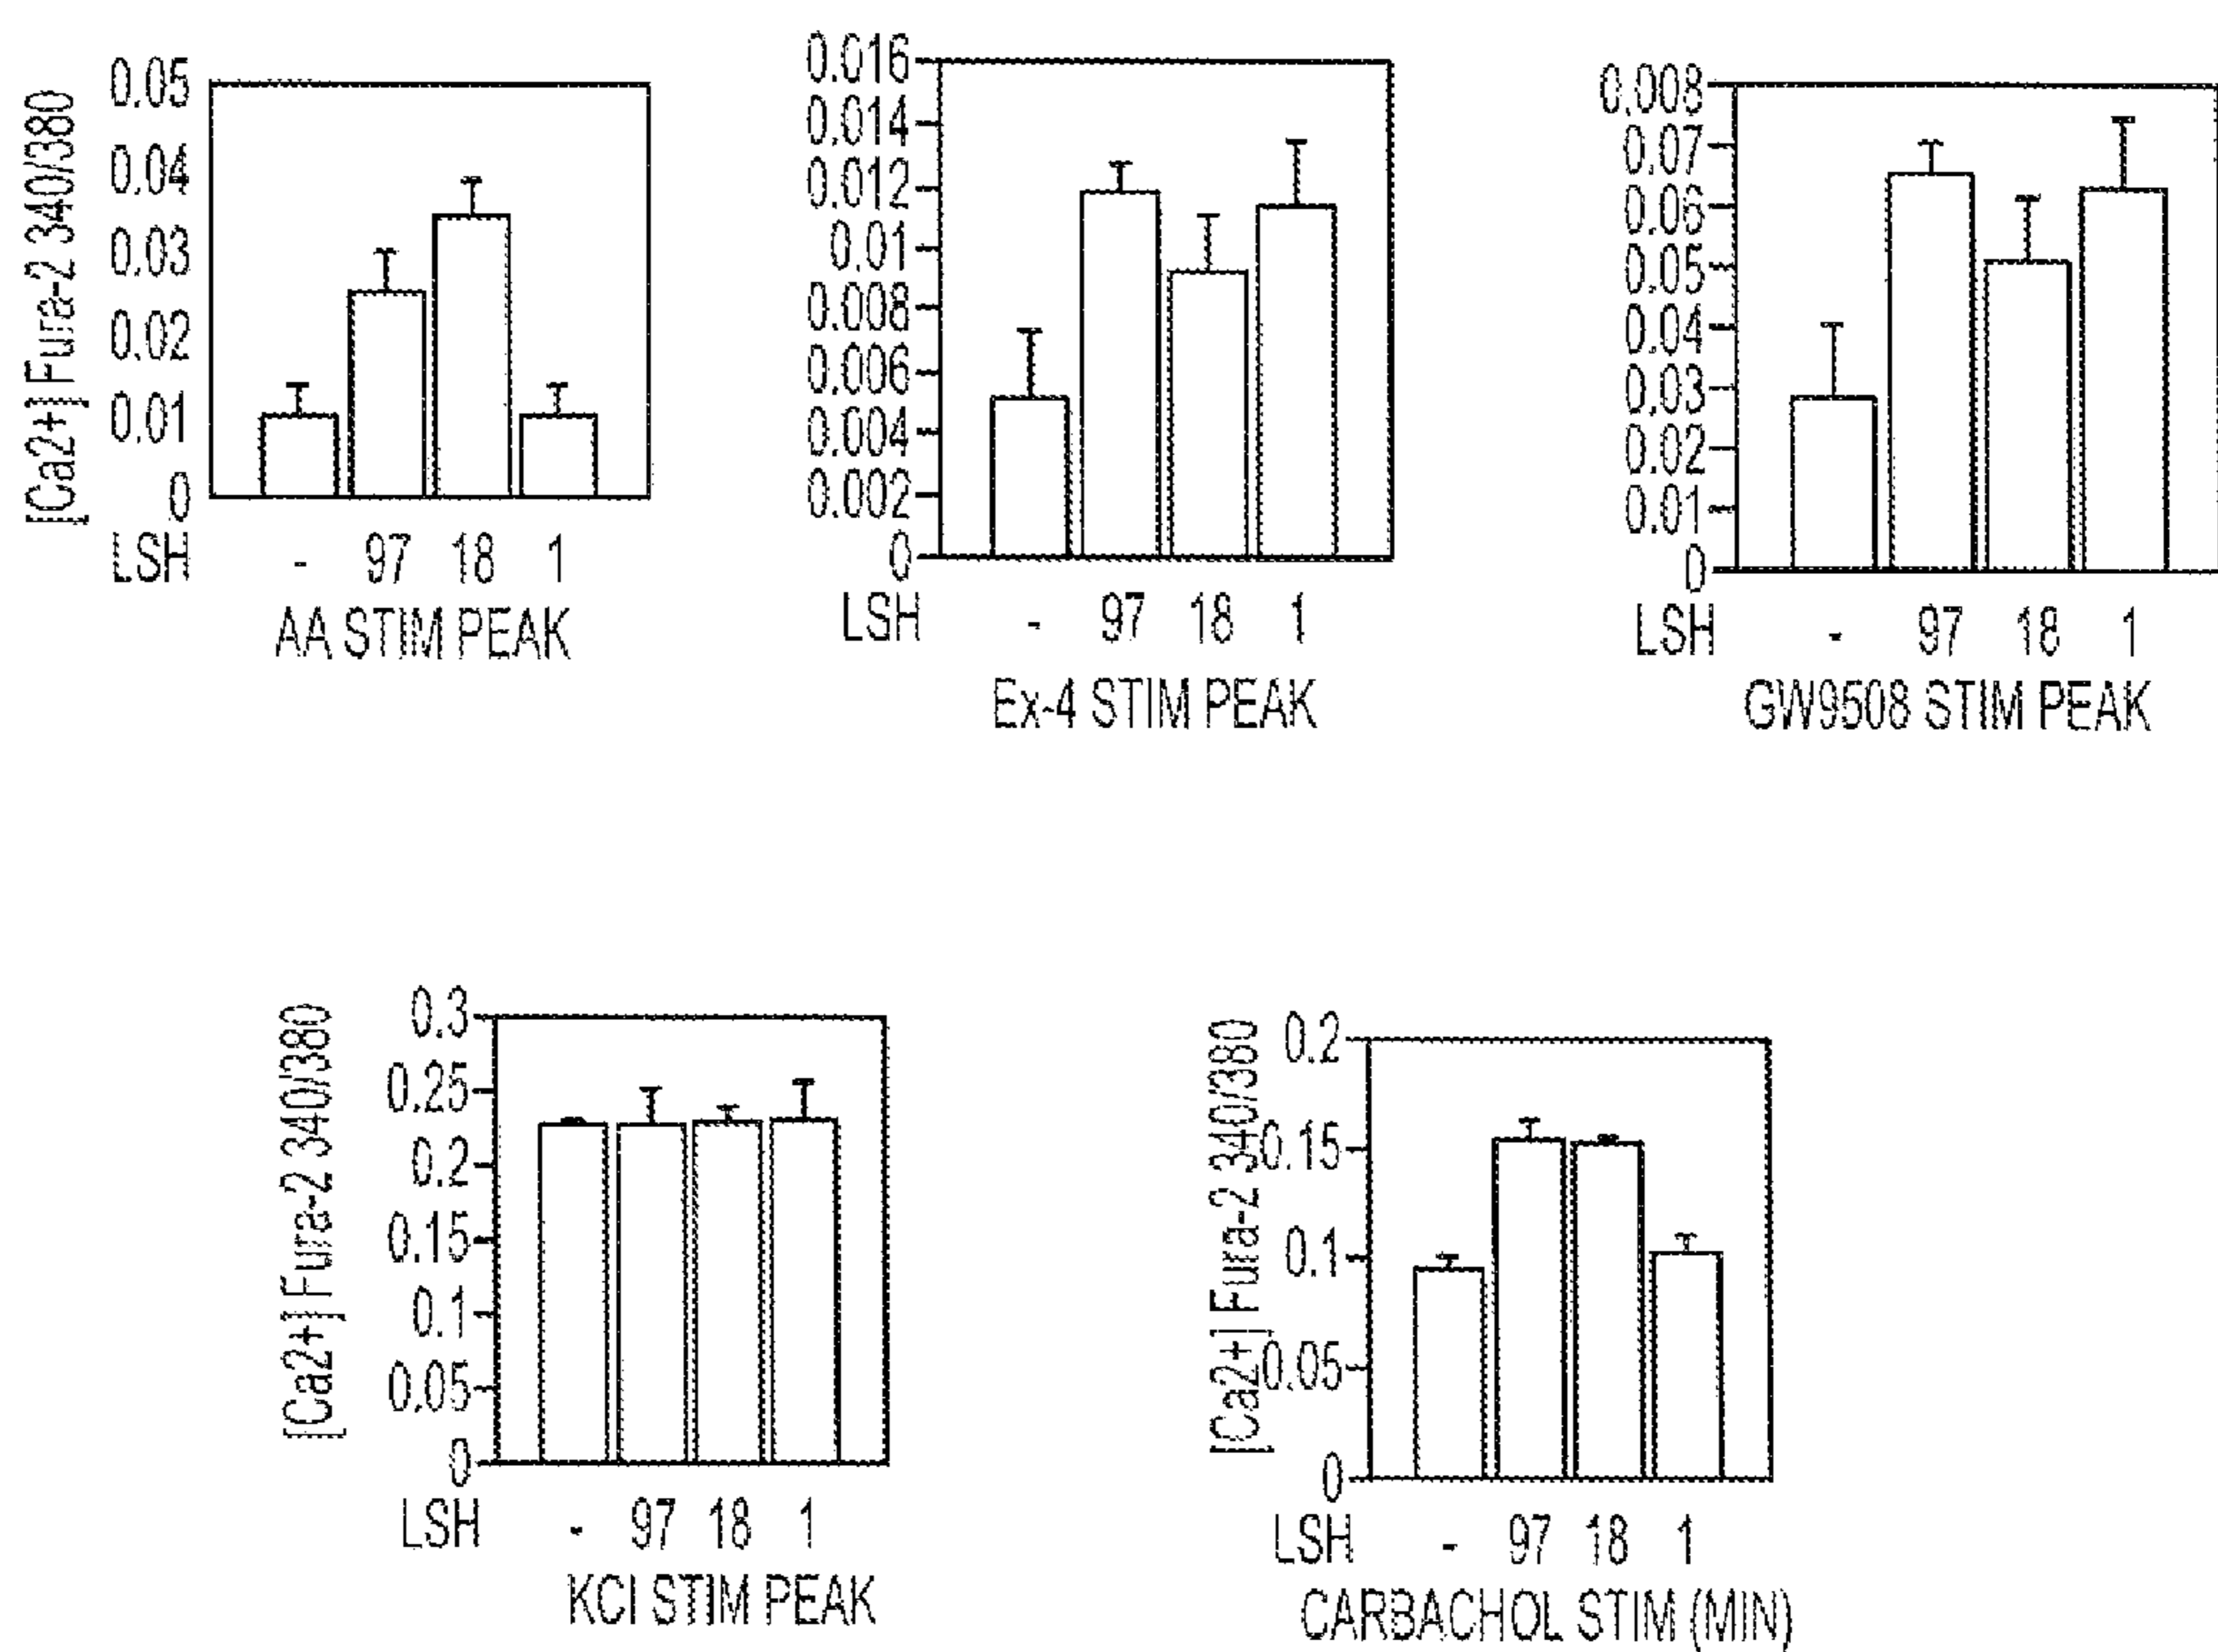 [Ca2+] Fura-2 340/380
0.05
0.04
0.03
0.02
0.01
0
LSH - 97 18 1
AA STIM PEAK
0.016
0.014
0.012
0.01
0.008
0.006
0.004
0.002
0
LSH - 97 18 1
Ex-4 STIM PEAK
0.008
0.07
0.06
0.05
0.04
0.03
0.02
0.01
0
LSH - 97 18 1
GW9508 STIM PEAK
[Ca2+] Fura-2 340/380
0.3
0.25
0.2
0.15
0.1
0.05
0
LSH - 97 18 1
KCl STIM PEAK
[Ca2+] Fura-2 340/380
0.2
0.15
0.1
0.05
0
LSH - 97 18 1
CARBACHOL STIM (MIN)